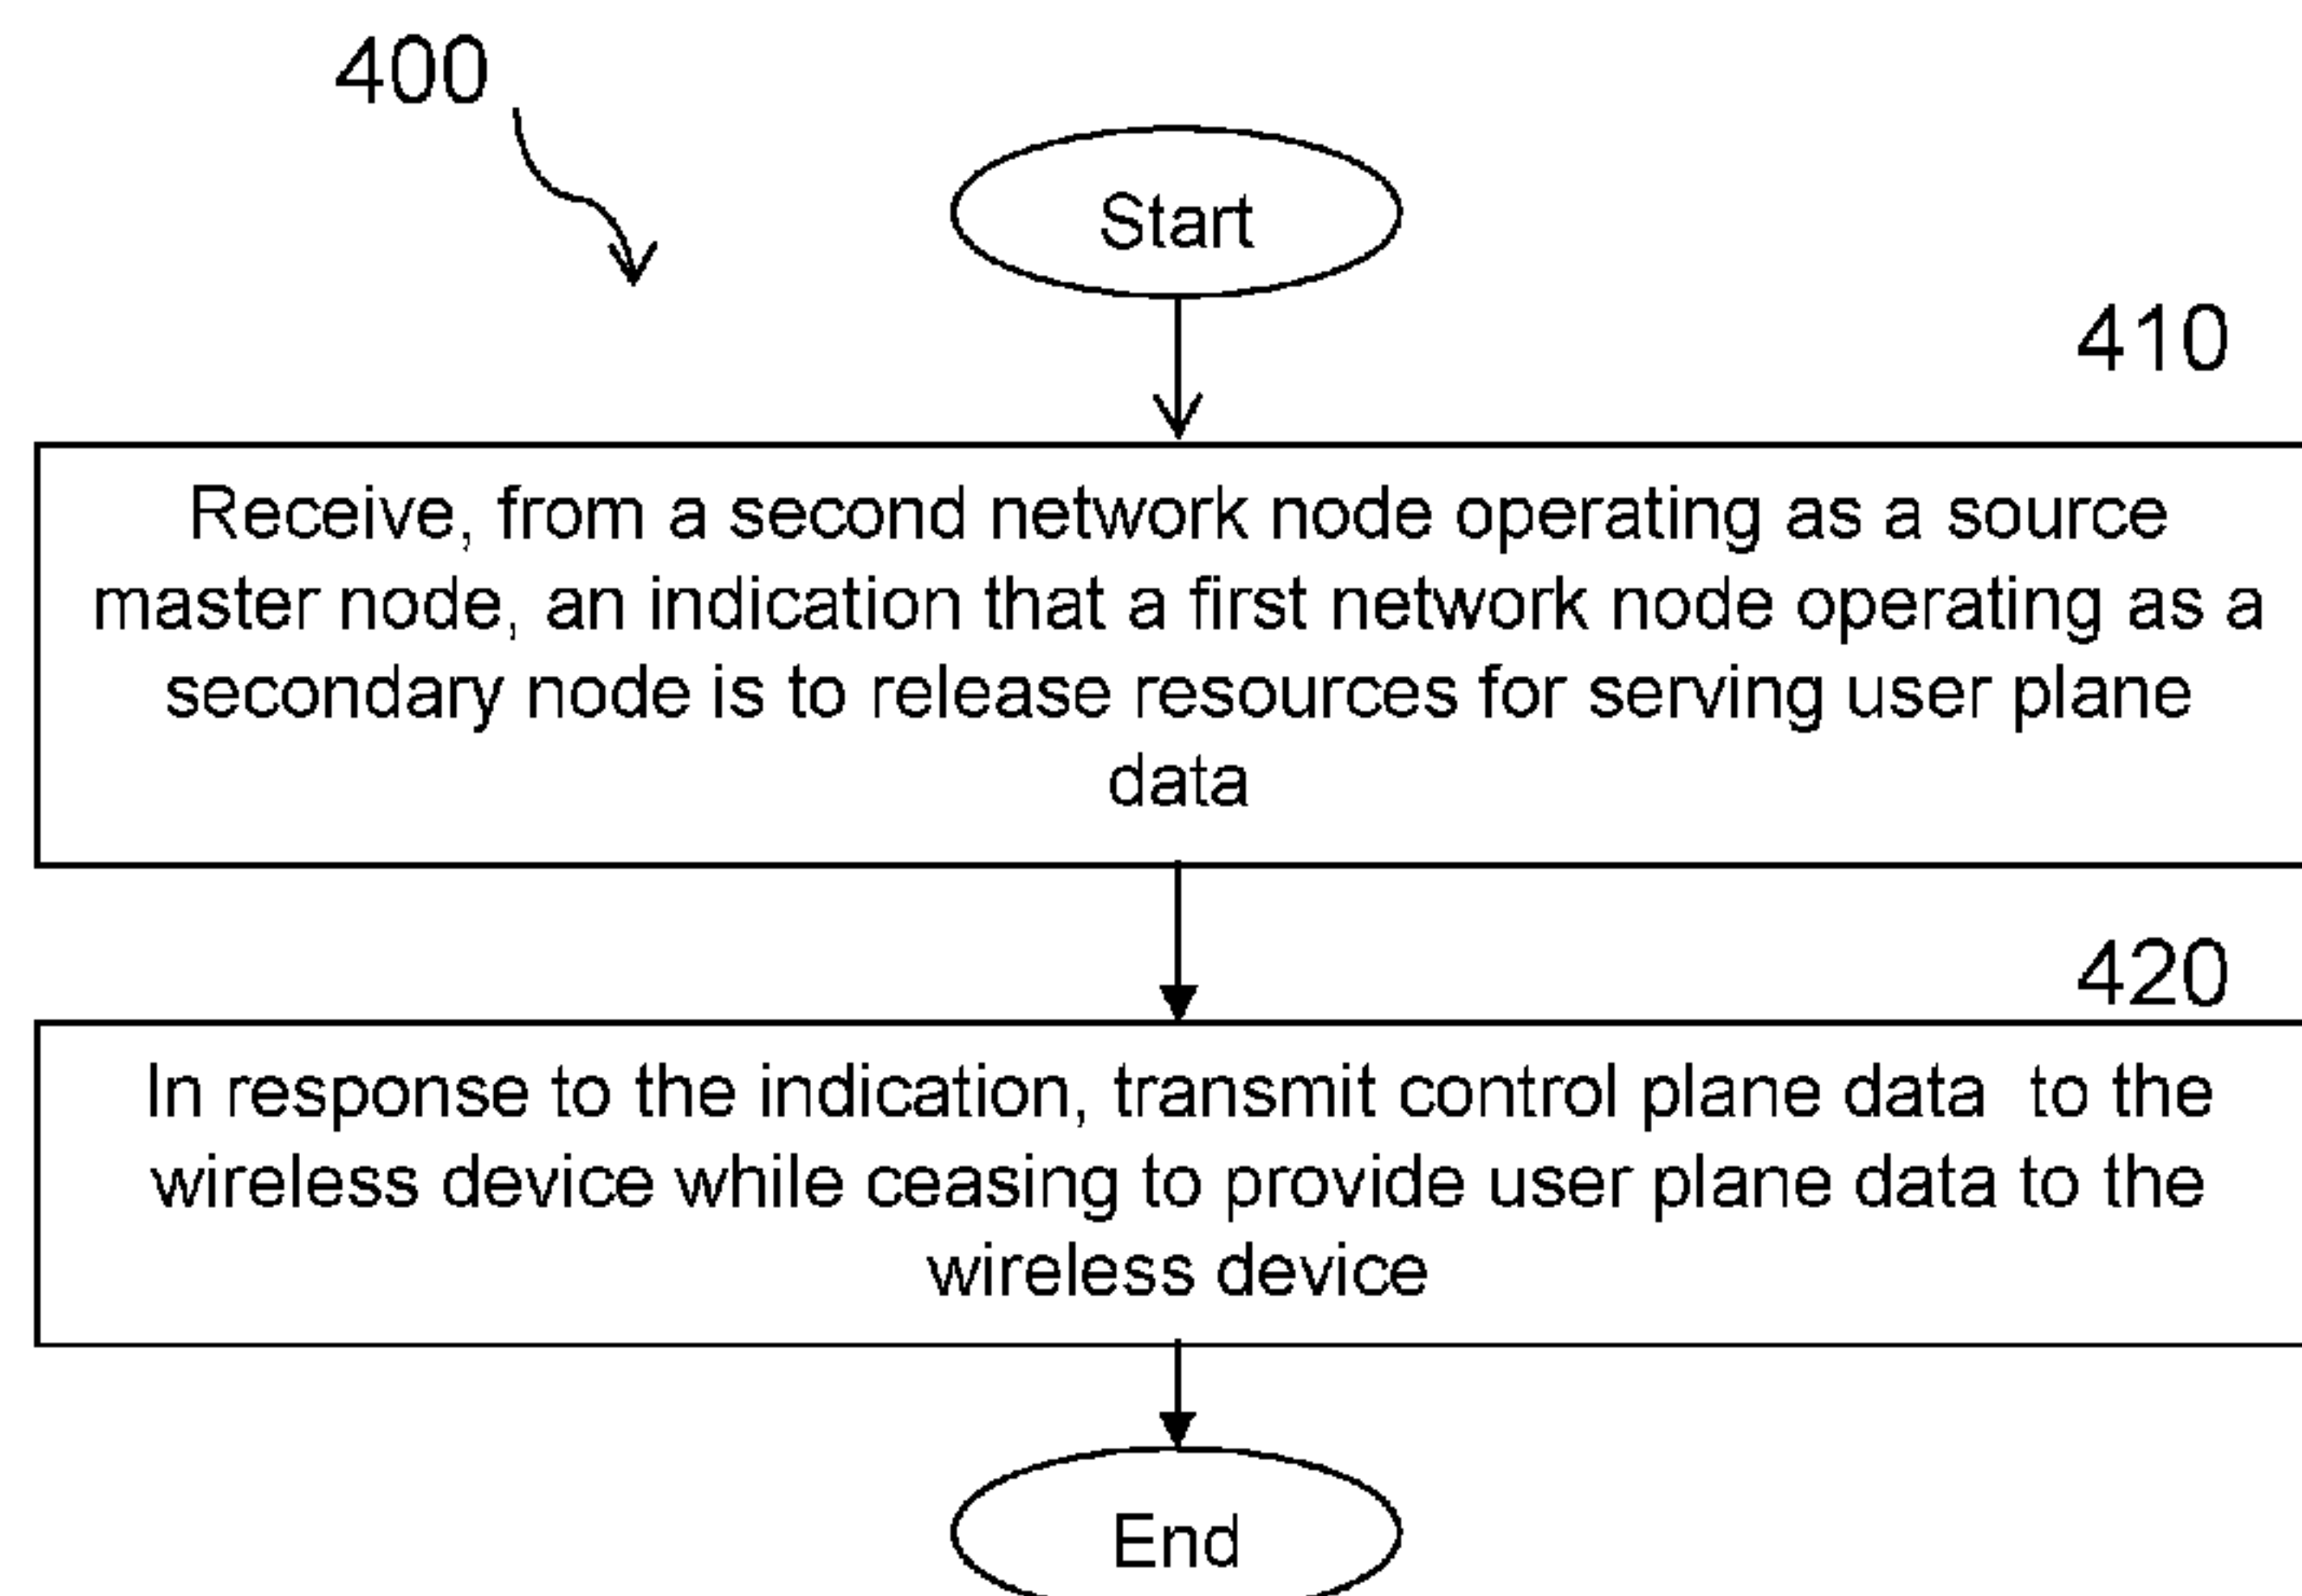 400
Start
410
Receive, from a second network node operating as a source
master node, an indication that a first network node operating as a
secondary node is to release resources for serving user plane
data
420
In response to the indication, transmit control plane data to the
wireless device while ceasing to provide user plane data to the
wireless device
End